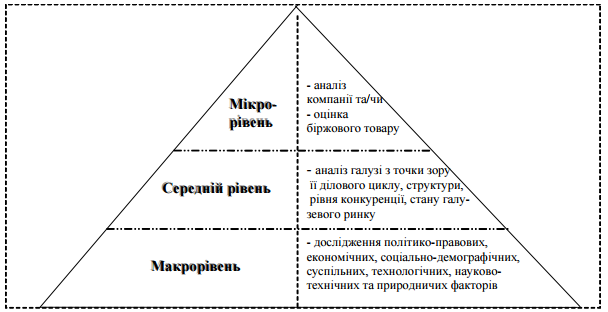 Мікро-
рівень
- аналіз
компанії та/чи
- оцінка
біржового товару
Середній рівень
- аналіз галузі з точки зору
її ділового циклу, структури,
рівня конкуренції, стану галу-
зевого ринку
Макрорівень
- дослідження політико-правових,
економічних, соціально-демографічних,
суспільних, технологічних, науково-
технічних та природничих факторів